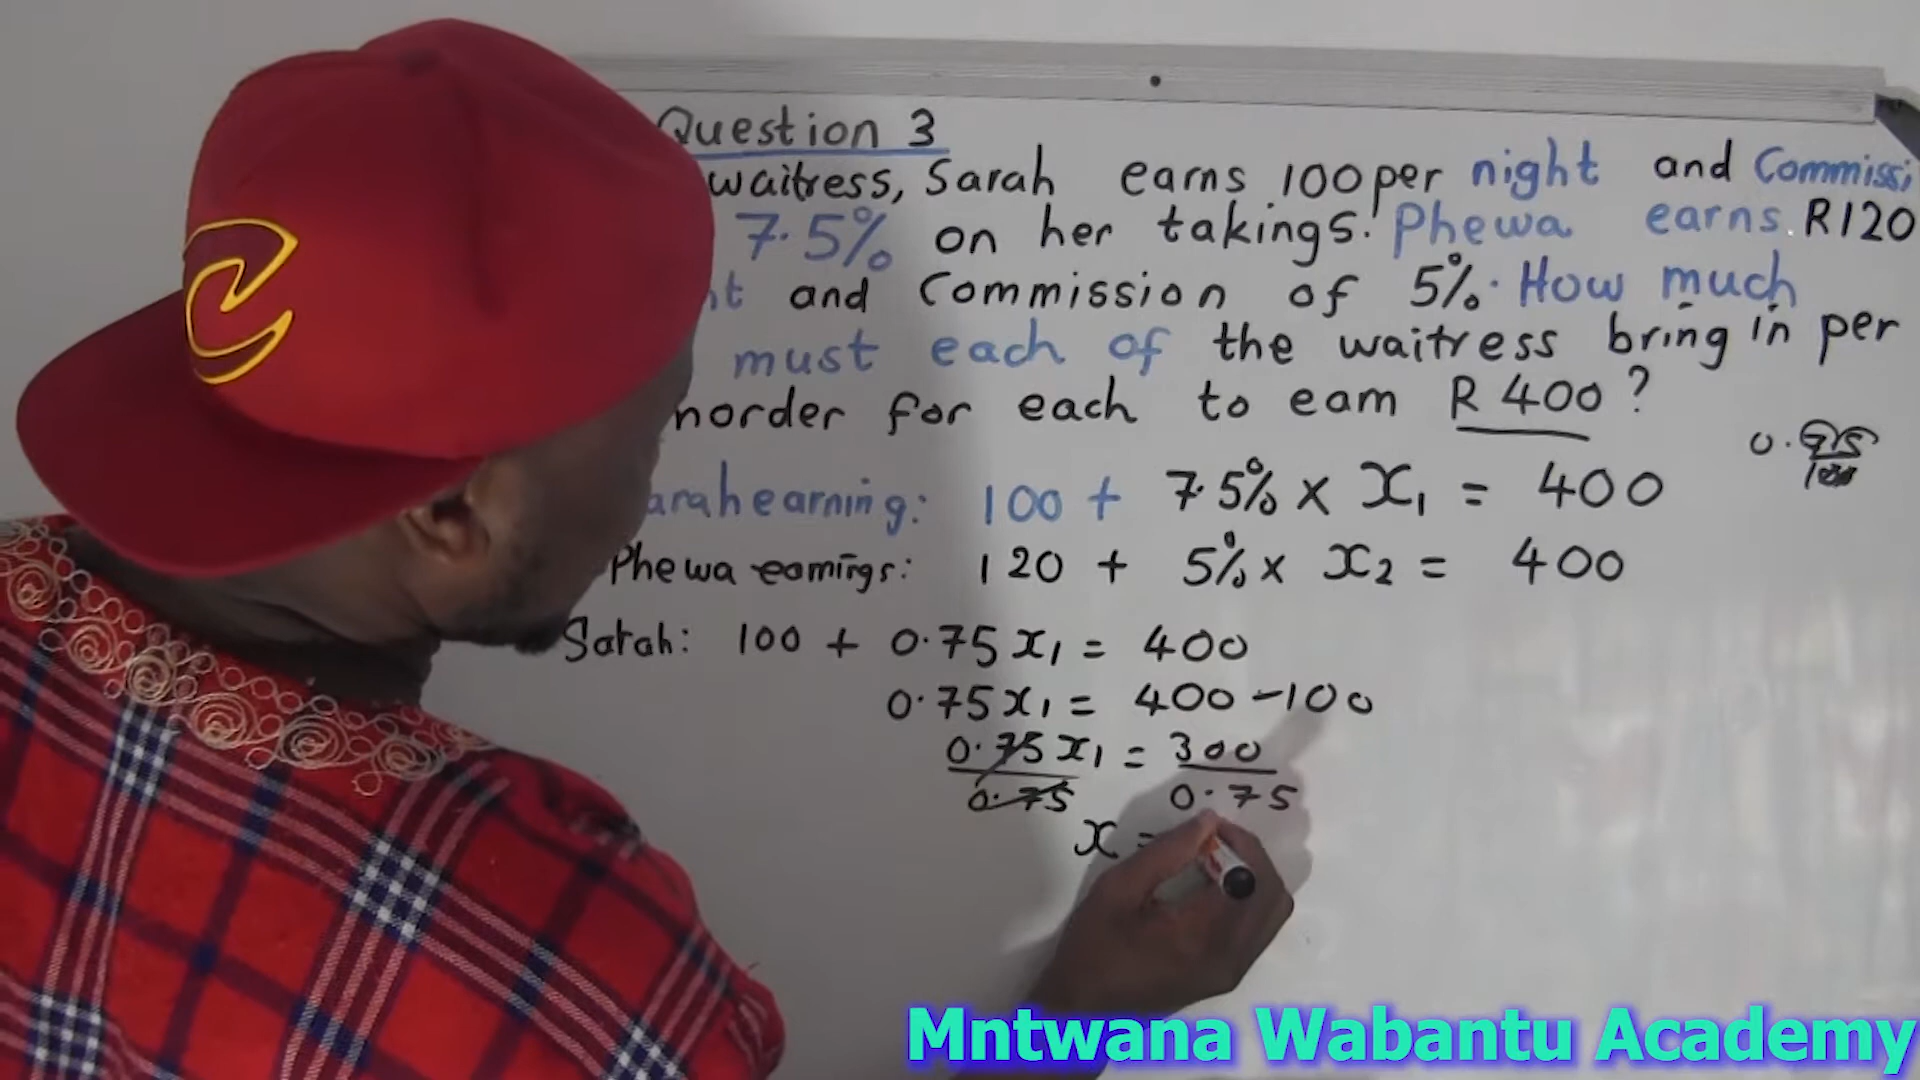 Question 3
waitress, Sarah earns 100 per night and Commissi
7.5% on her takings. Phewa earns R120
and Commission of 5%. How much
must each of the waitress bring in per
norder for each to earn R 400?
0.75
100
arah earning: 100 + 7.5% x x1 = 400
Phewa earnings: 120 + 5% x x2 = 400
Sarah: 100 + 0.75 x1 = 400
0.75 x1 = 400 - 100
0.75 x1 = 300
0.75 0.75
x =
Mntwana Wabantu Academy
C